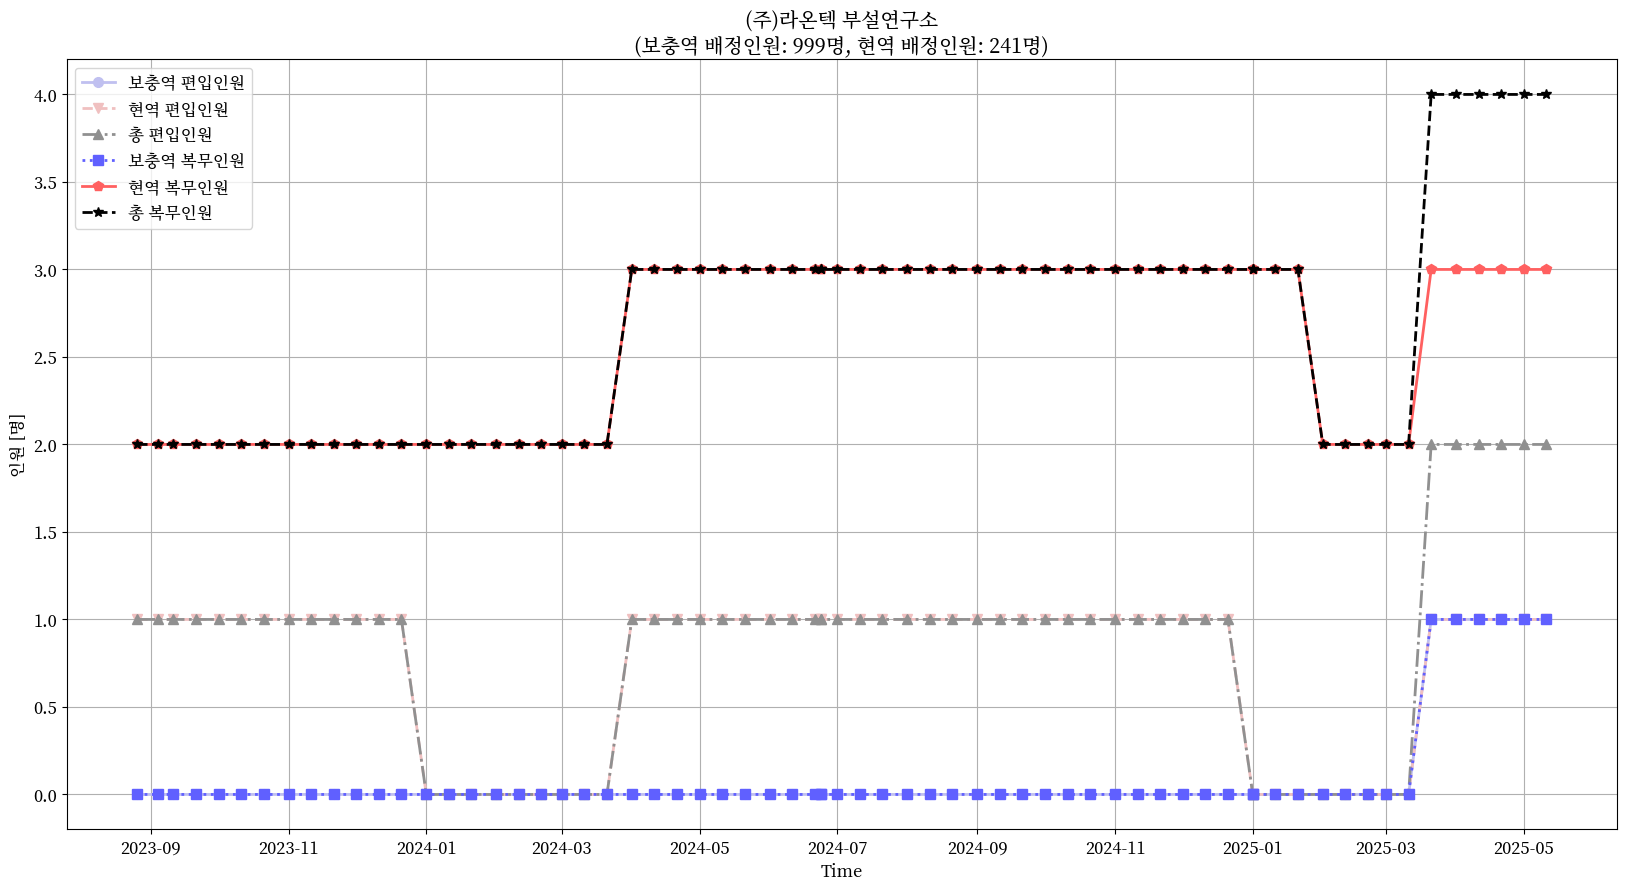 (주)라온텍 부설연구소
(보충역 배정인원: 999명, 현역 배정인원: 241명)
보충역 편입인원
현역 편입인원
총 편입인원
보충역 복무인원
현역 복무인원
총 복무인원
4.0
3.5
3.0
2.5
2.0
1.5
1.0
0.5
0.0
인원 [명]
2023-09 2023-11 2024-01 2024-03 2024-05 2024-07 2024-09 2024-11 2025-01 2025-03 2025-05
Time